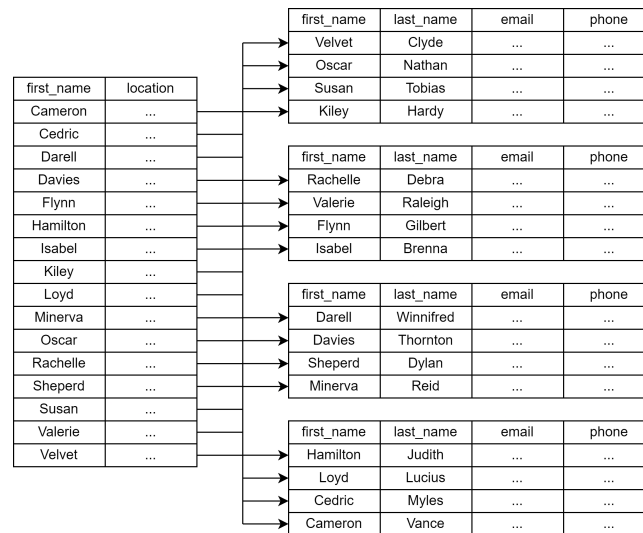 first_name location
Cameron ...
Cedric ...
Darell ...
Davies ...
Flynn ...
Hamilton ...
Isabel ...
Kiley ...
Loyd ...
Minerva ...
Oscar ...
Rachelle ...
Sheperd ...
Susan ...
Valerie ...
Velvet ...
first_name last_name email phone
Velvet Clyde ... ...
Oscar Nathan ... ...
Susan Tobias ... ...
Kiley Hardy ... ...
first_name last_name email phone
Rachelle Debra ... ...
Valerie Raleigh ... ...
Flynn Gilbert ... ...
Isabel Brenna ... ...
first_name last_name email phone
Darell Winnifred ... ...
Davies Thornton ... ...
Sheperd Dylan ... ...
Minerva Reid ... ...
first_name last_name email phone
Hamilton Judith ... ...
Loyd Lucius ... ...
Cedric Myles ... ...
Cameron Vance ... ...